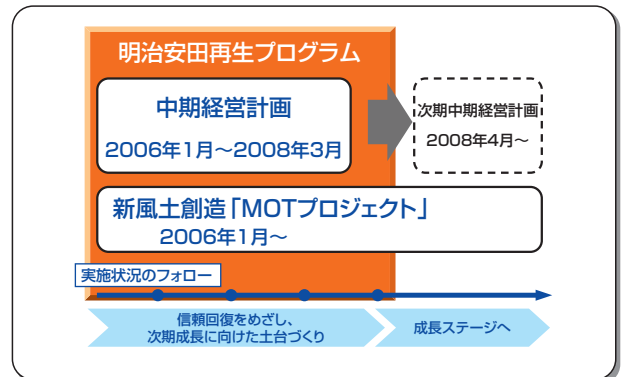 明治安田再生プログラム
中期経営計画
2006年1月～2008年3月
次期中期経営計画
2008年4月～
新風土創造「MOTプロジェクト」
2006年1月～
実施状況のフォロー
信頼回復をめざし、
次期成長に向けた土台づくり
成長ステージへ